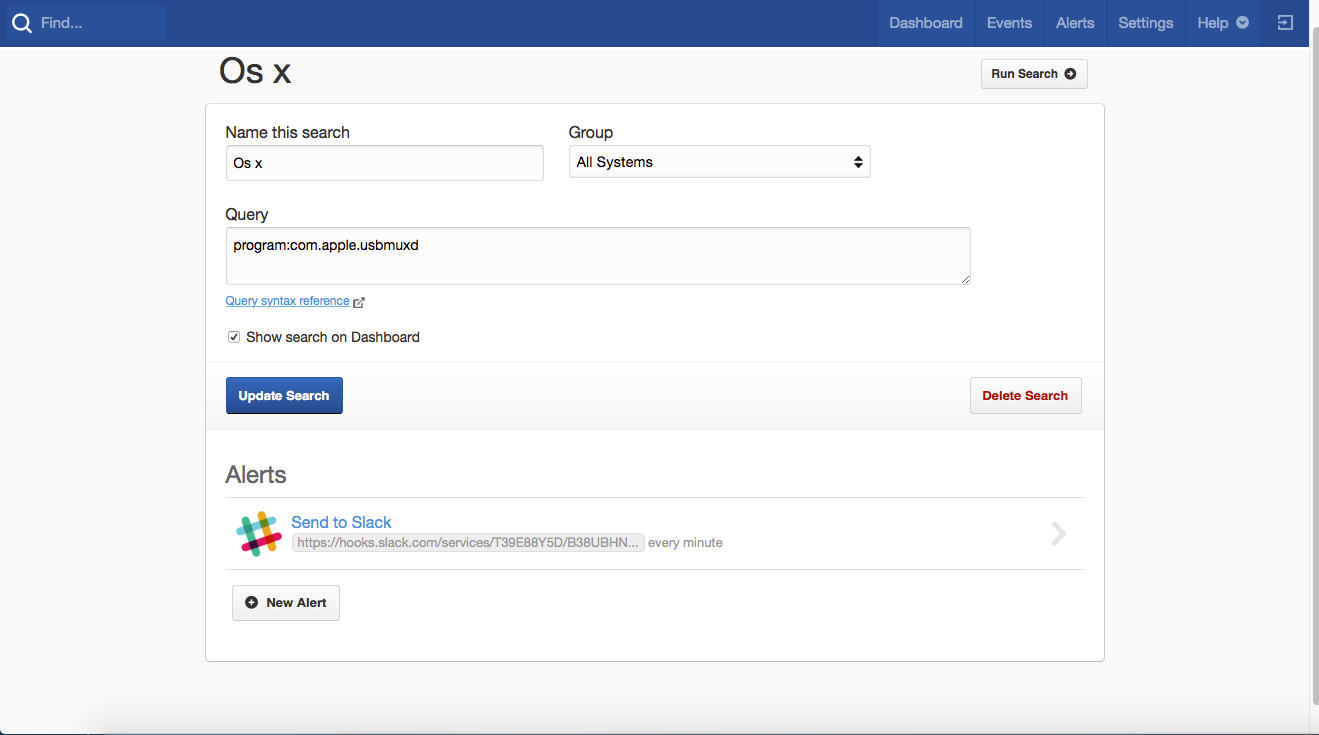 Find... Dashboard Events Alerts Settings Help
Os x Run Search
Name this search Group
Os x All Systems
Query
program:com.apple.usbmuxd
Query syntax reference
Show search on Dashboard
Update Search Delete Search
Alerts
Send to Slack
https://hooks.slack.com/services/T39E88Y5D/B38UBHN... every minute
New Alert